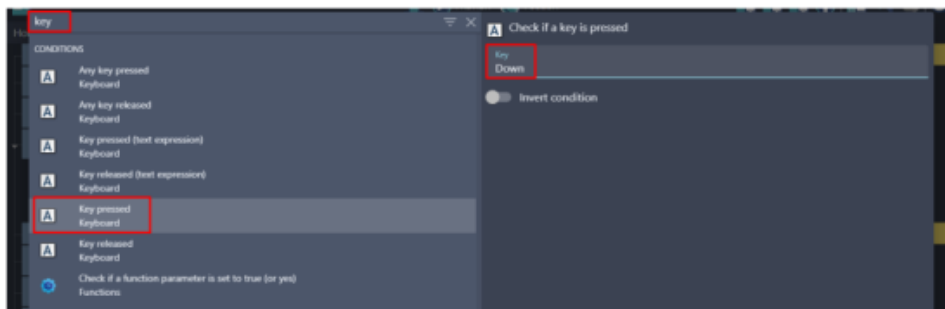 key
CONDITIONS
Any key pressed
Keyboard
Any key released
Keyboard
Key pressed (text expression)
Keyboard
Key released (text expression)
Keyboard
Key pressed
Keyboard
Key released
Keyboard
Check if a function parameter is set to true (or yes)
Functions
Check if a key is pressed
Key
Down
Invert condition